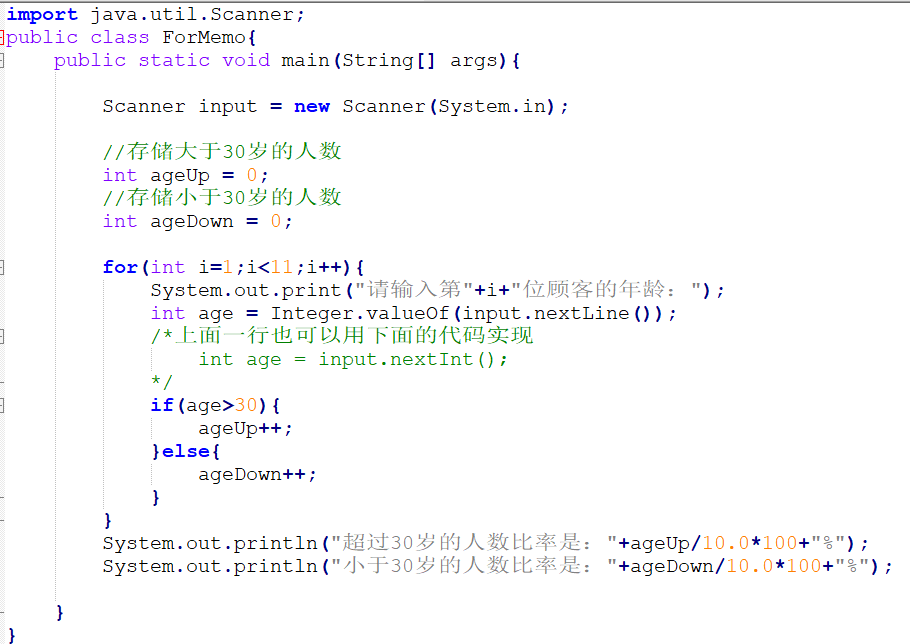 import java.util.Scanner;
public class ForMemo{
public static void main(String[] args){
Scanner input = new Scanner(System.in);
//存储大于30岁的人数
int ageUp = 0;
//存储小于30岁的人数
int ageDown = 0;
for(int i=1;i<11;i++){
System.out.print("请输入第"+i+"位顾客的年龄：");
int age = Integer.valueOf(input.nextLine());
/*上面一行也可以用下面的代码实现
int age = input.nextInt();
*/
if(age>30){
ageUp++;
}else{
ageDown++;
}
}
System.out.println("超过30岁的人数比率是："+ageUp/10.0*100+"%");
System.out.println("小于30岁的人数比率是："+ageDown/10.0*100+"%");
}
}